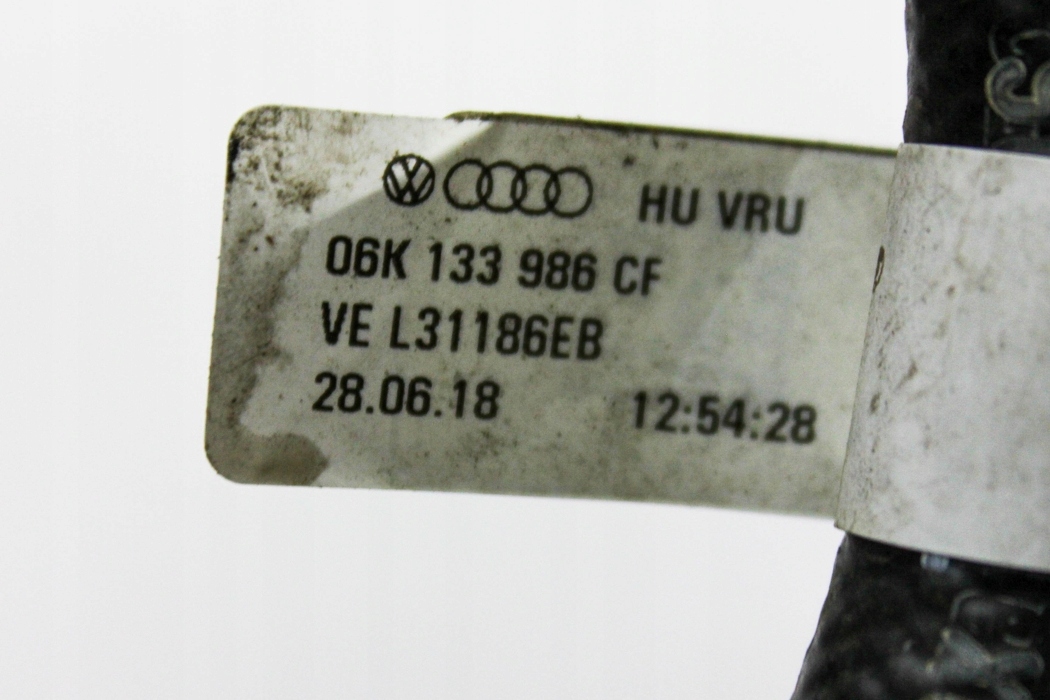 HU VRU
06K 133 986 CF
VE L31186EB
28.06.18 12:54:28